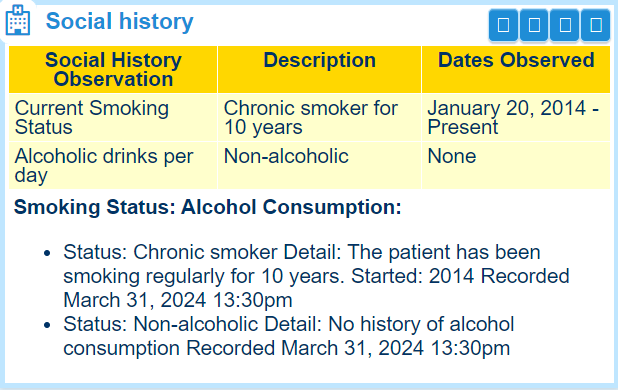 Social history
Social History Observation Description Dates Observed
Current Smoking Status Chronic smoker for 10 years January 20, 2014 - Present
Alcoholic drinks per day Non-alcoholic None
Smoking Status: Alcohol Consumption:
• Status: Chronic smoker Detail: The patient has been
smoking regularly for 10 years. Started: 2014 Recorded
March 31, 2024 13:30pm
• Status: Non-alcoholic Detail: No history of alcohol
consumption Recorded March 31, 2024 13:30pm